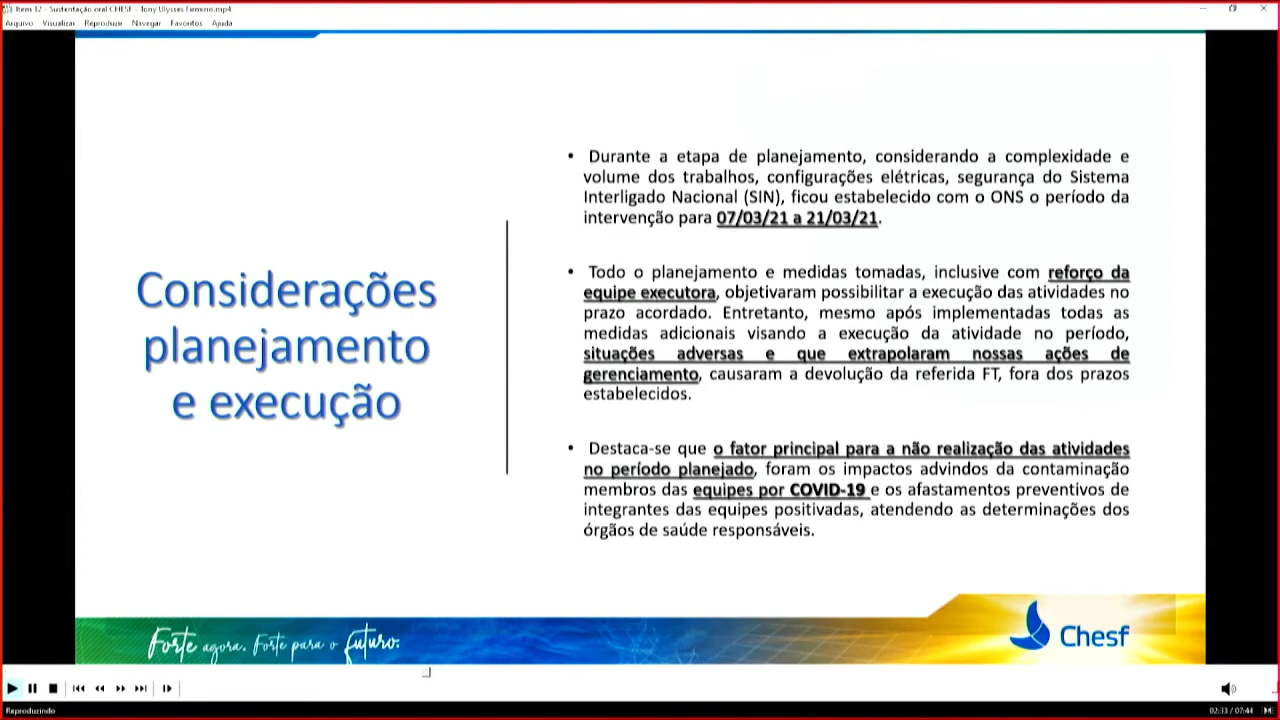 Item 12 - Sustentação oral CHESF - Tony Ulysses Firmino.mp4
Arquivo Visualizar Reproduzir Navegar Favoritos Ajuda
Considerações
planejamento
e execução
• Durante a etapa de planejamento, considerando a complexidade e
volume dos trabalhos, configurações elétricas, segurança do Sistema
Interligado Nacional (SIN), ficou estabelecido com o ONS o período da
intervenção para 07/03/21 a 21/03/21.
• Todo o planejamento e medidas tomadas, inclusive com reforço da
equipe executora, objetivaram possibilitar a execução das atividades no
prazo acordado. Entretanto, mesmo após implementadas todas as
medidas adicionais visando a execução da atividade no período,
situações adversas e que extrapolaram nossas ações de
gerenciamento, causaram a devolução da referida FT, fora dos prazos
estabelecidos.
• Destaca-se que o fator principal para a não realização das atividades
no período planejado, foram os impactos advindos da contaminação
membros das equipes por COVID-19 e os afastamentos preventivos de
integrantes das equipes positivadas, atendendo as determinações dos
órgãos de saúde responsáveis.
Forte agora. Forte para o futuro.
Chesf
Reproduzindo
02:33 / 07:44